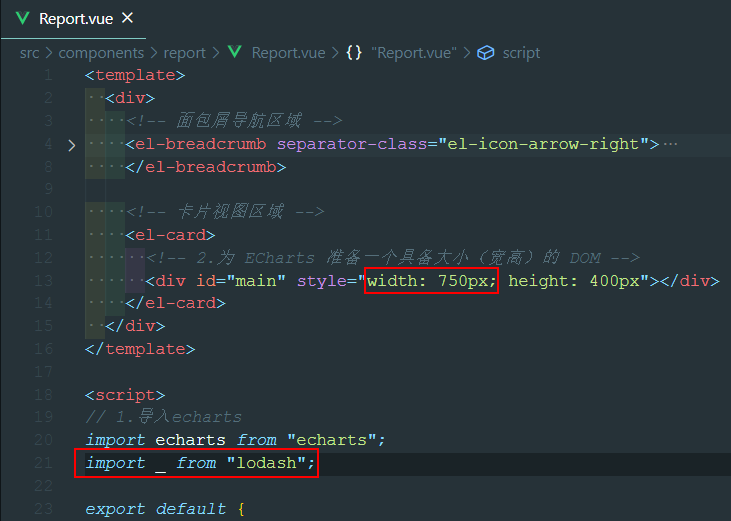 Report.vue ×
src > components > report > Report.vue > {} "Report.vue" > script
1 <template>
2 <div>
3 <!-- 面包屑导航区域 -->
4 <el-breadcrumb separator-class="el-icon-arrow-right">…
8 </el-breadcrumb>
9
10 <!-- 卡片视图区域 -->
11 <el-card>
12 <!-- 2.为 ECharts 准备一个具备大小（宽高）的 DOM -->
13 <div id="main" style="width: 750px; height: 400px"></div>
14 </el-card>
15 </div>
16 </template>
17
18 <script>
19 // 1.导入echarts
20 import echarts from "echarts";
21 import _ from "lodash";
22
23 export default {